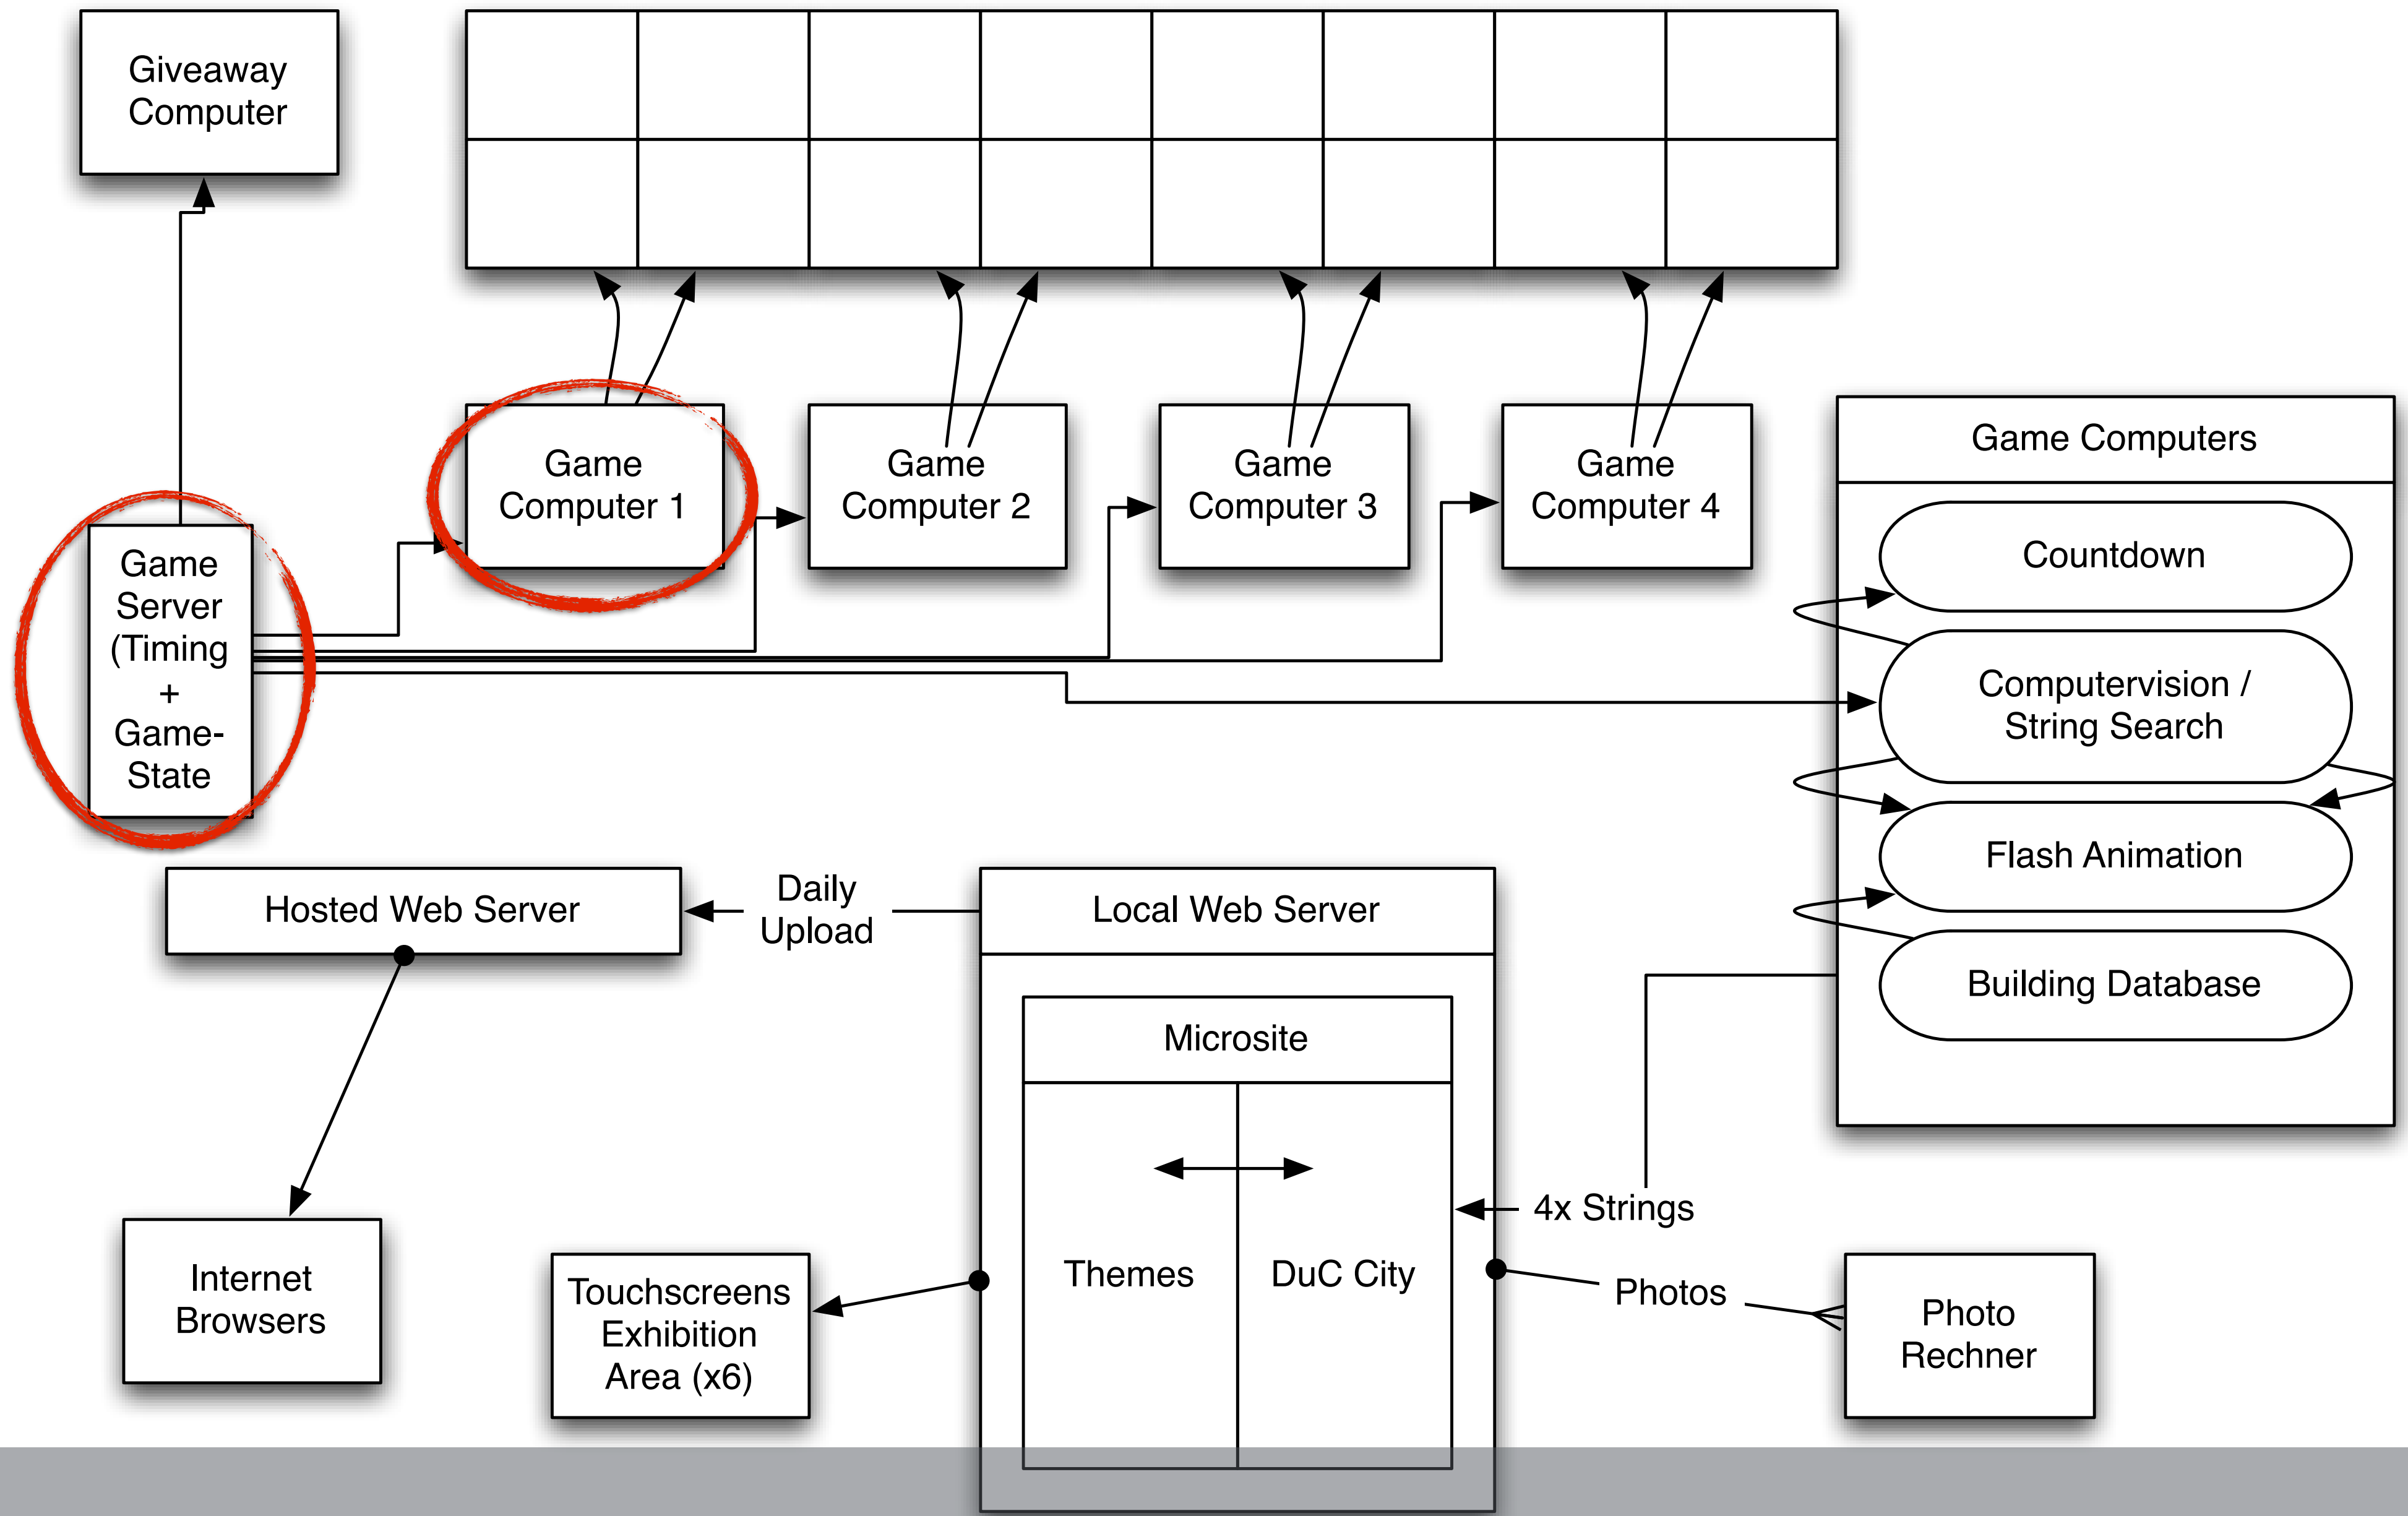 Giveaway
Computer
Game
Computer 1
Game
Computer 2
Game
Computer 3
Game
Computer 4
Game
Server
(Timing
+
Game-
State
Game Computers
Countdown
Computervision /
String Search
Flash Animation
Building Database
Hosted Web Server
Daily
Upload
Local Web Server
Microsite
Themes
DuC City
4x Strings
Photos
Photo
Rechner
Internet
Browsers
Touchscreens
Exhibition
Area (x6)